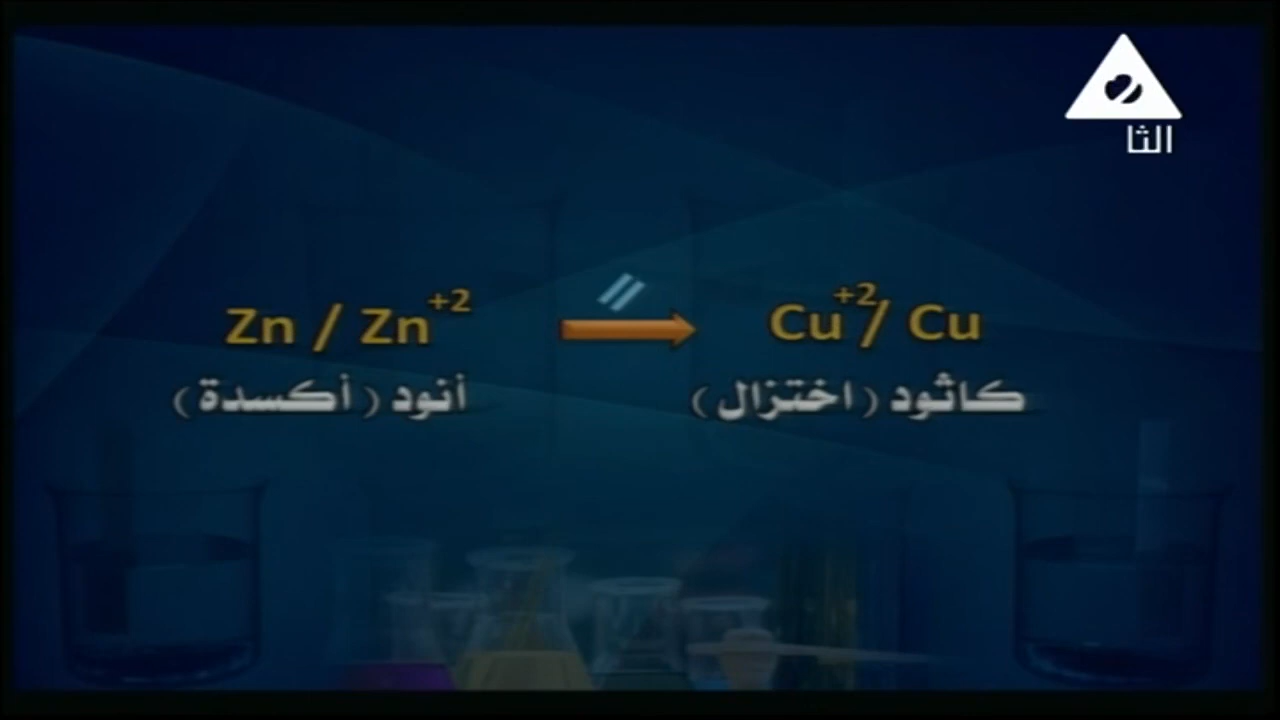 الثا
Zn / Zn+2 // Cu+2/ Cu
أنود (أكسدة) كاثود (اختزال)